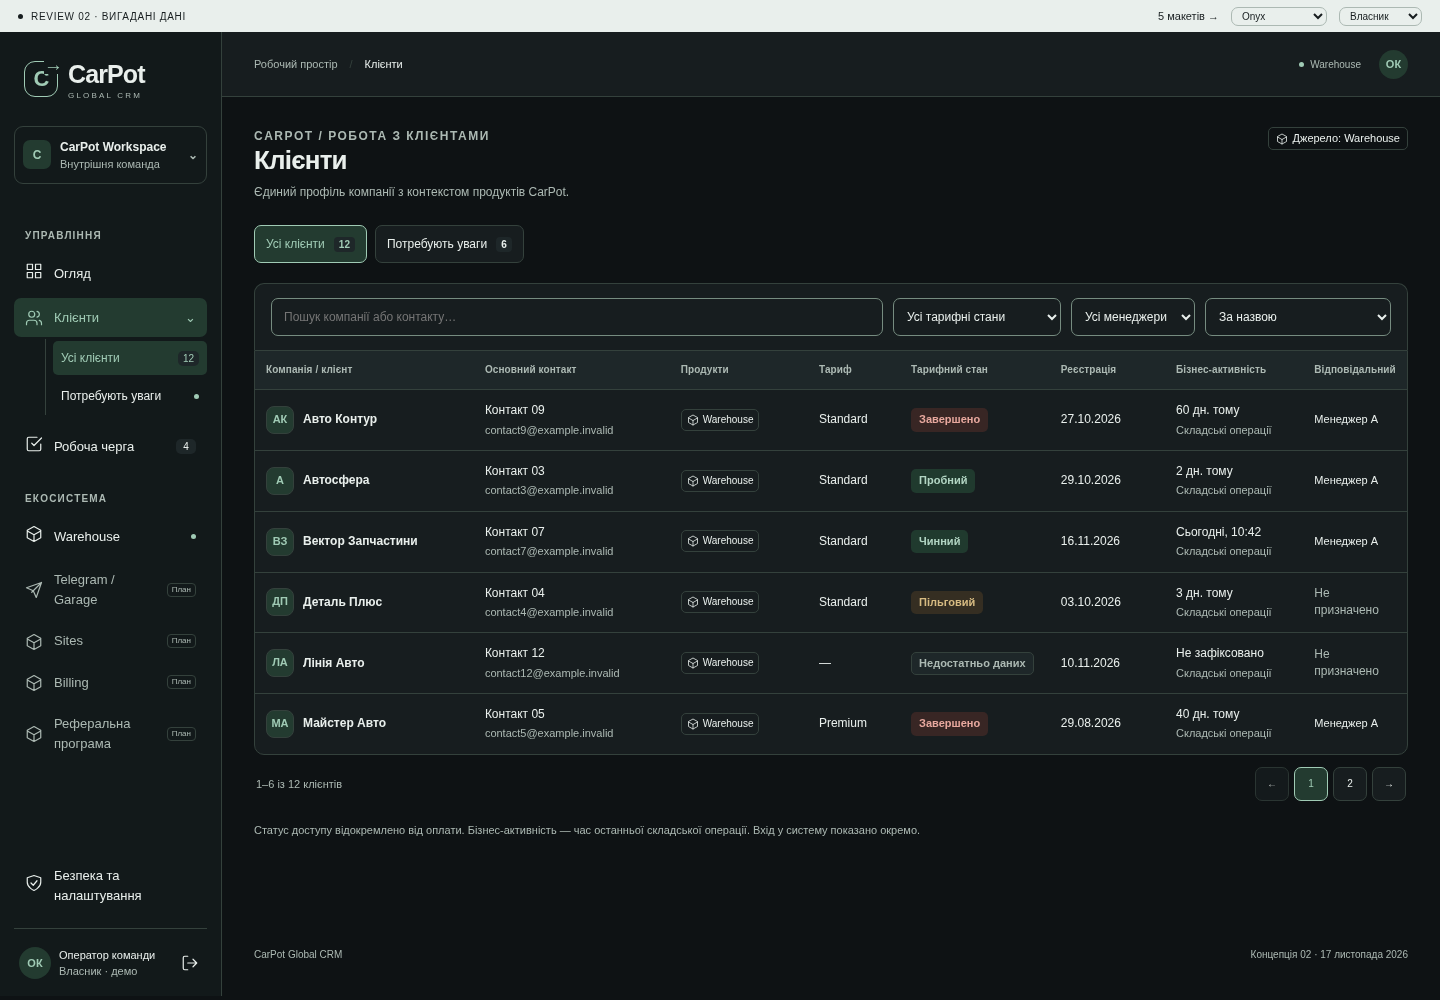 REVIEW 02 · ВИГАДАНІ ДАНІ
5 макетів →
Onyx
Власник
CarPot
GLOBAL CRM
C
CarPot Workspace
Внутрішня команда
УПРАВЛІННЯ
Огляд
Клієнти
Усі клієнти 12
Потребують уваги
Робоча черга 4
ЕКОСИСТЕМА
Warehouse
Telegram /
Garage
План
Sites План
Billing План
Реферальна
програма
План
Безпека та
налаштування
ОК
Оператор команди
Власник · демо
Робочий простір / Клієнти
Warehouse
ОК
CARPOT / РОБОТА З КЛІЄНТАМИ
Клієнти
Єдиний профіль компанії з контекстом продуктів CarPot.
Джерело: Warehouse
Усі клієнти 12
Потребують уваги 6
Пошук компанії або контакту…
Усі тарифні стани
Усі менеджери
За назвою
Компанія / клієнт Основний контакт Продукти Тариф Тарифний стан Реєстрація Бізнес-активність Відповідальний
АК Авто Контур Контакт 09 Warehouse Standard Завершено 27.10.2026 60 дн. тому Менеджер А
contact9@example.invalid Складські операції
А Автосфера Контакт 03 Warehouse Standard Пробний 29.10.2026 2 дн. тому Менеджер А
contact3@example.invalid Складські операції
ВЗ Вектор Запчастини Контакт 07 Warehouse Standard Чинний 16.11.2026 Сьогодні, 10:42 Менеджер А
contact7@example.invalid Складські операції
ДП Деталь Плюс Контакт 04 Warehouse Standard Пільговий 03.10.2026 3 дн. тому Не
contact4@example.invalid Складські операції призначено
ЛА Лінія Авто Контакт 12 Warehouse — Недостатньо даних 10.11.2026 Не зафіксовано Не
contact12@example.invalid Складські операції призначено
МА Майстер Авто Контакт 05 Warehouse Premium Завершено 29.08.2026 40 дн. тому Менеджер А
contact5@example.invalid Складські операції
1–6 із 12 клієнтів
← 1 2 →
Статус доступу відокремлено від оплати. Бізнес-активність — час останньої складської операції. Вхід у систему показано окремо.
CarPot Global CRM
Концепція 02 · 17 листопада 2026